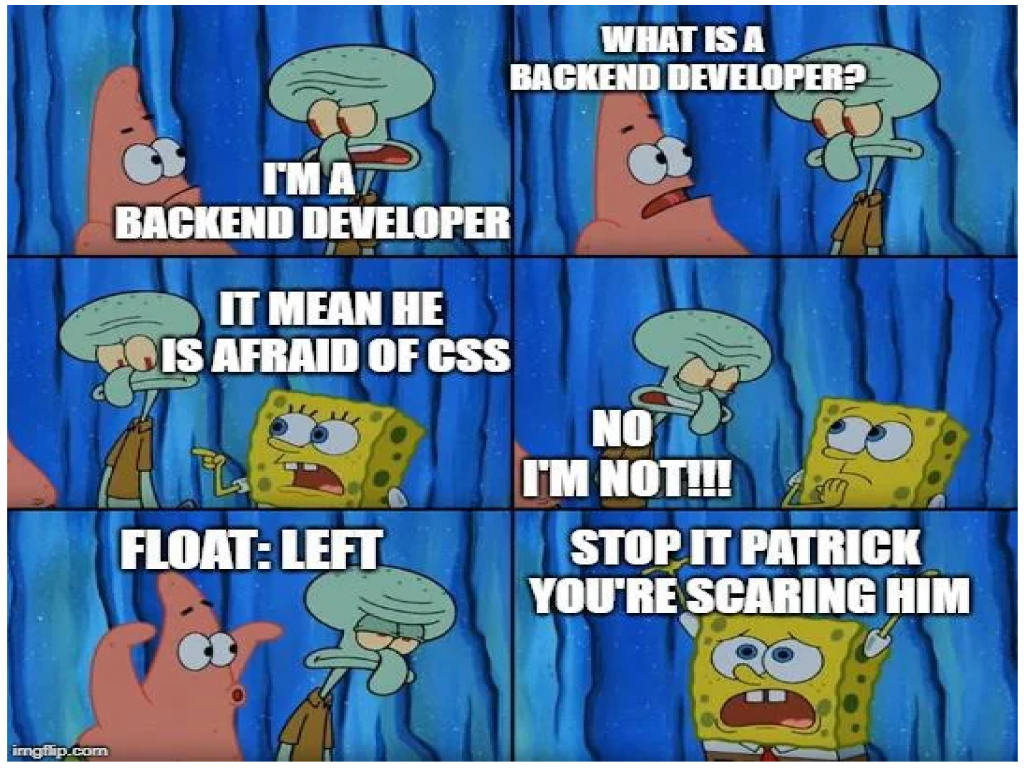 I'M A
BACKEND DEVELOPER
WHAT IS A
BACKEND DEVELOPER?
IT MEAN HE
IS AFRAID OF CSS
NO
I'M NOT!!!
FLOAT: LEFT
STOP IT PATRICK
YOU'RE SCARING HIM
imgflip.com